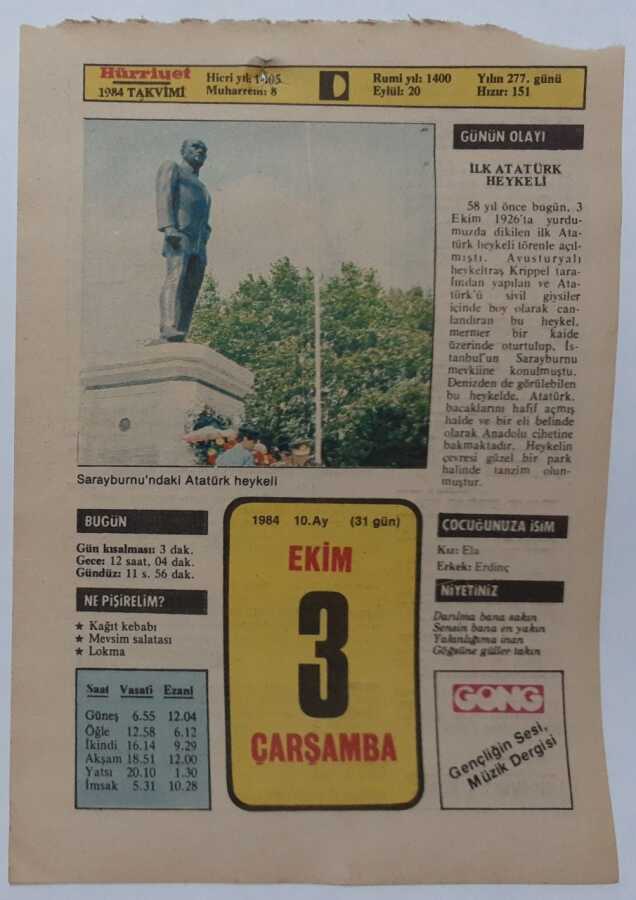 Hürriyet
1984 TAKVİMİ
Hicri yıl: 1405
Muharrem: 8
Rumi yıl: 1400
Eylül: 20
Yılın 277. günü
Hızır: 151
GÜNÜN OLAYI
İLK ATATÜRK
HEYKELİ
58 yıl önce bugün, 3
Ekim 1926'ta yurdu-
muzda dikilen ilk Ata-
türk heykeli törenle açıl-
mıştı. Avusturyalı
heykeltraş Krippel tara-
fından yapılan ve Ata-
türk'ü sivil giysiler
içinde boy olarak can-
landıran bu heykel,
mermer bir kaide
üzerinde oturtulup, İs-
tanbul'un Sarayburnu
mevkiine konulmuştu.
Denizden de görülebilen
bu heykelde, Atatürk,
bacaklarını hafif açmış
halde ve bir eli belinde
olarak Anadolu cihetine
bakmaktadır. Heykelin
çevresi güzel bir park
halinde tanzim olun-
muştur.
Sarayburnu'ndaki Atatürk heykeli
BUGÜN
Gün kısalması: 3 dak.
Gece: 12 saat, 04 dak.
Gündüz: 11 s. 56 dak.
NE PİŞİRELİM?
★ Kağıt kebabı
★ Mevsim salatası
★ Lokma
Saat Vasati Ezani
Güneş 6.55 12.04
Öğle 12.58 6.12
İkindi 16.14 9.29
Akşam 18.51 12.00
Yatsı 20.10 1.30
İmsak 5.31 10.28
1984 10.Ay (31 gün)
EKİM
3
ÇARŞAMBA
ÇOCUĞUNUZA İSİM
Kız: Ela
Erkek: Erdinç
NİYETİNİZ
Darılma bana sakın
Sensin bana en yakın
Yakınlığıma inan
Göğsüne güller takın
GONG
Gençliğin Sesi,
Müzik Dergisi